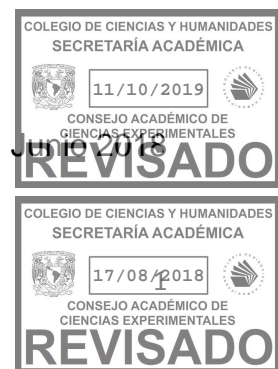 COLEGIO DE CIENCIAS Y HUMANIDADES
SECRETARÍA ACADÉMICA
11/10/2019
CONSEJO ACADÉMICO DE
CIENCIAS EXPERIMENTALES
Junio 2018
REVISADO
COLEGIO DE CIENCIAS Y HUMANIDADES
SECRETARÍA ACADÉMICA
17/08/2018
1
CONSEJO ACADÉMICO DE
CIENCIAS EXPERIMENTALES
REVISADO